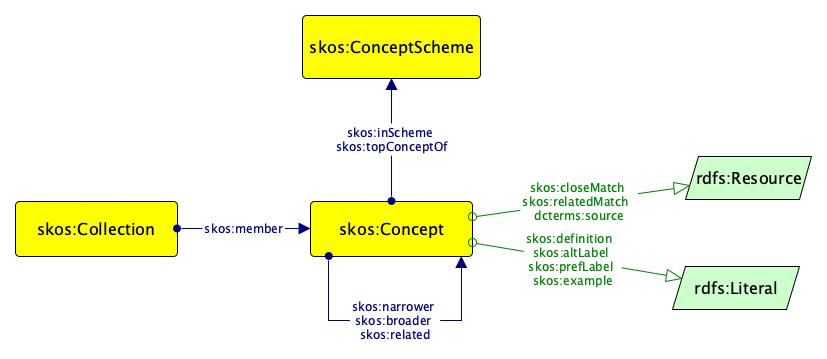 skos:ConceptScheme
skos:inScheme
skos:topConceptOf
skos:closeMatch
skos:relatedMatch
dcterms:source
rdfs:Resource
skos:Collection
skos:member
skos:Concept
skos:definition
skos:altLabel
skos:prefLabel
skos:example
rdfs:Literal
skos:narrower
skos:broader
skos:related